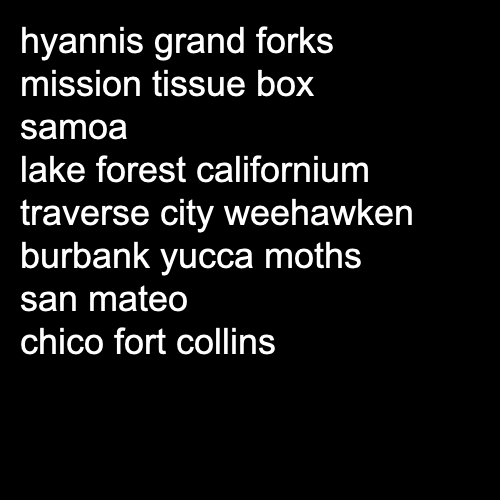 hyannis grand forks
mission tissue box
samoa
lake forest californium
traverse city weehawken
burbank yucca moths
san mateo
chico fort collins